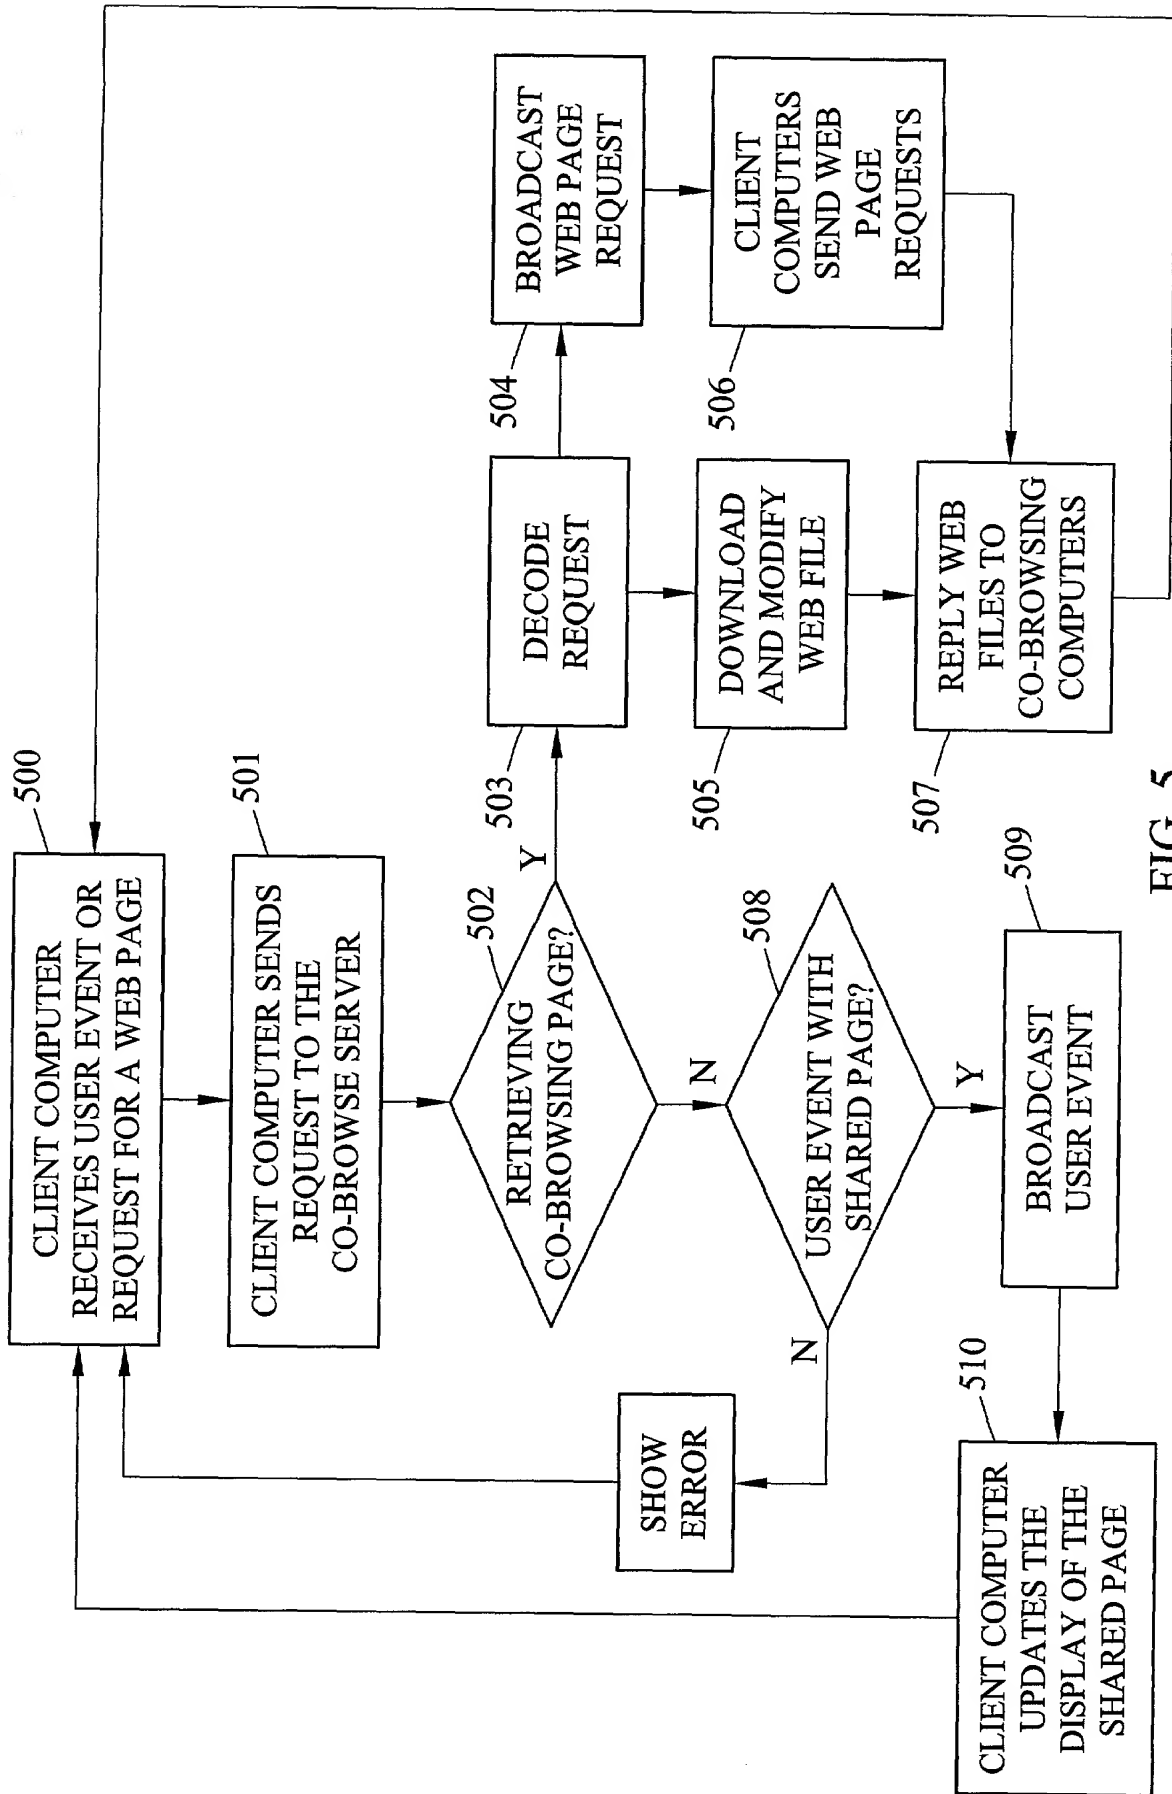 CLIENT COMPUTER
RECEIVES USER EVENT OR
REQUEST FOR A WEB PAGE
500
CLIENT COMPUTER SENDS
REQUEST TO THE
CO-BROWSE SERVER
501
RETRIEVING
CO-BROWSING PAGE?
502
Y
N
DECODE
REQUEST
503
BROADCAST
WEB PAGE
REQUEST
504
DOWNLOAD
AND MODIFY
WEB FILE
505
CLIENT
COMPUTERS
SEND WEB
PAGE
REQUESTS
506
REPLY WEB
FILES TO
CO-BROWSING
COMPUTERS
507
USER EVENT WITH
SHARED PAGE?
508
N
Y
SHOW
ERROR
BROADCAST
USER EVENT
509
CLIENT COMPUTER
UPDATES THE
DISPLAY OF THE
SHARED PAGE
510
FIG. 5